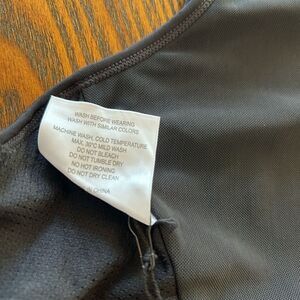 WASH BEFORE WEARING
WASH WITH SIMILAR COLORS
MACHINE WASH, COLD TEMPERATURE
MAX. 30°C MILD WASH
DO NOT BLEACH
DO NOT TUMBLE DRY
NO HOT IRONING
DO NOT DRY CLEAN
IN CHINA